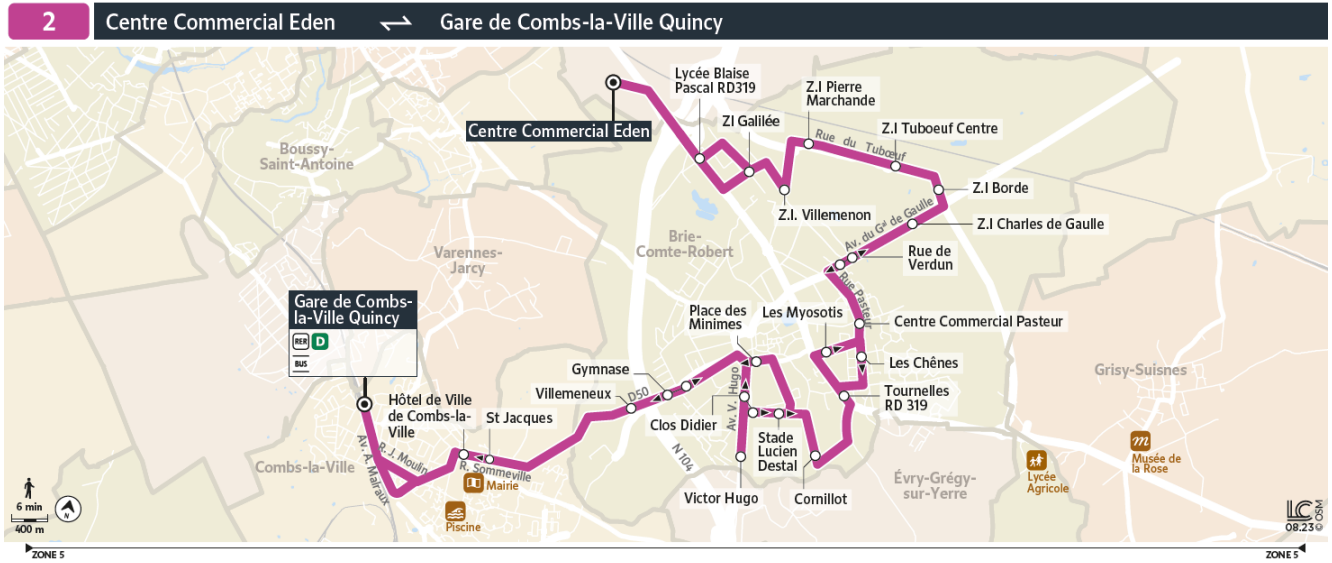 2 Centre Commercial Eden ⇌ Gare de Combs-la-Ville Quincy
Lycée Blaise
Pascal RD319
Z.I Pierre
Marchande
ZI Galilée
Z.I Tuboeuf Centre
Centre Commercial Eden
Rue du Tubœuf
Boussy-
Saint-Antoine
Z.I Borde
Z.I. Villemenon
Av. du Gal de Gaulle
Z.I Charles de Gaulle
Brie-
Comte-Robert
Varennes-
Jarcy
Rue de
Verdun
Rue Pasteur
Gare de Combs-
la-Ville Quincy
RER D
BUS
Place des
Minimes
Les Myosotis
Centre Commercial Pasteur
Les Chênes
Grisy-Suisnes
Gymnase
Villemeneux
D50
Av. V. Hugo
Tournelles
RD 319
Hôtel de Ville
de Combs-la-
Ville
St Jacques
Clos Didier
Stade
Lucien
Destal
Av. A. Malraux
R. J. Moulin
R. Sommeville
N 104
Combs-la-Ville
Mairie
Musée de
la Rose
Victor Hugo
Cornillot
Évry-Grégy-
sur-Yerre
Lycée
Agricole
Piscine
6 min
400 m
N
LC
08.23 © OSM
ZONE 5
ZONE 5